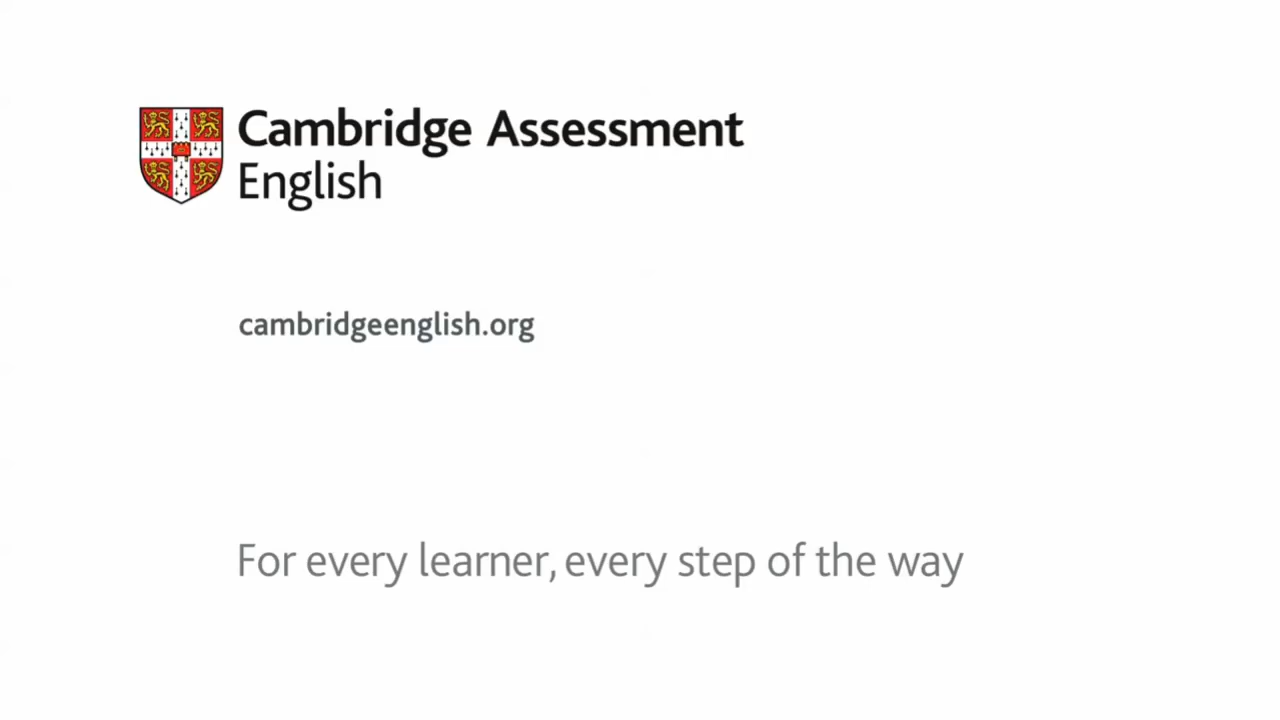 Cambridge Assessment
English
cambridgeenglish.org
For every learner, every step of the way